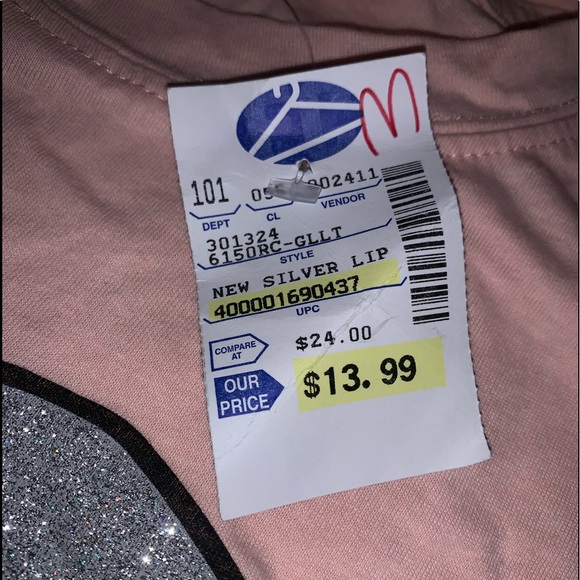 M
101 002411
DEPT CL VENDOR
301324
6150RC-GLLT
STYLE
NEW SILVER LIP
400001690437
UPC
COMPARE AT $24.00
OUR PRICE $13.99